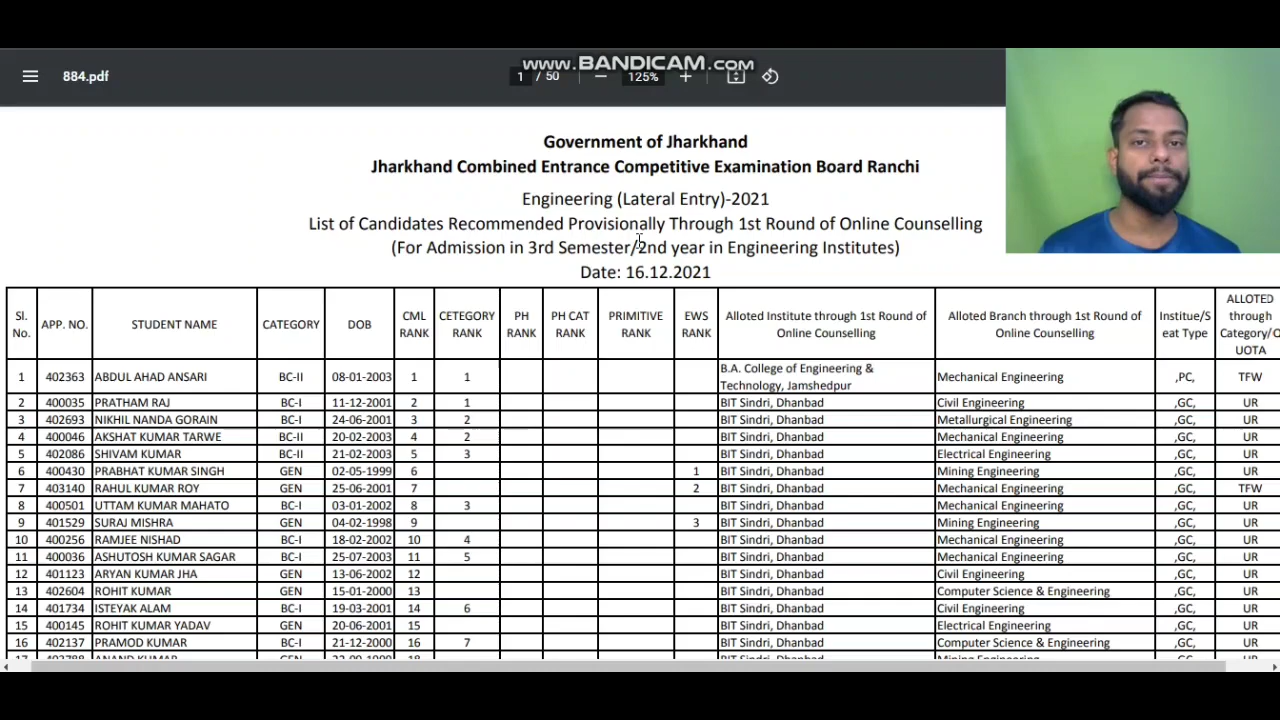 www.BANDICAM.com
884.pdf
1 / 50
125%
Government of Jharkhand
Jharkhand Combined Entrance Competitive Examination Board Ranchi
Engineering (Lateral Entry)-2021
List of Candidates Recommended Provisionally Through 1st Round of Online Counselling
(For Admission in 3rd Semester/2nd year in Engineering Institutes)
Date: 16.12.2021
Sl. No. APP. NO. STUDENT NAME CATEGORY DOB CML RANK CETEGORY RANK PH RANK PH CAT RANK PRIMITIVE RANK EWS RANK Alloted Institute through 1st Round of Online Counselling Alloted Branch through 1st Round of Online Counselling Institue/S eat Type ALLOTED through Category/Q UOTA
1 402363 ABDUL AHAD ANSARI BC-II 08-01-2003 1 1 B.A. College of Engineering & Technology, Jamshedpur Mechanical Engineering ,PC, TFW
2 400035 PRATHAM RAJ BC-I 11-12-2001 2 1 BIT Sindri, Dhanbad Civil Engineering ,GC, UR
3 402693 NIKHIL NANDA GORAIN BC-I 24-06-2001 3 2 BIT Sindri, Dhanbad Metallurgical Engineering ,GC, UR
4 400046 AKSHAT KUMAR TARWE BC-II 20-02-2003 4 2 BIT Sindri, Dhanbad Mechanical Engineering ,GC, UR
5 402086 SHIVAM KUMAR BC-II 21-02-2003 5 3 BIT Sindri, Dhanbad Electrical Engineering ,GC, UR
6 400430 PRABHAT KUMAR SINGH GEN 02-05-1999 6 1 BIT Sindri, Dhanbad Mining Engineering ,GC, UR
7 403140 RAHUL KUMAR ROY GEN 25-06-2001 7 2 BIT Sindri, Dhanbad Mechanical Engineering ,GC, TFW
8 400501 UTTAM KUMAR MAHATO BC-I 03-01-2002 8 3 BIT Sindri, Dhanbad Mechanical Engineering ,GC, UR
9 401529 SURAJ MISHRA GEN 04-02-1998 9 3 BIT Sindri, Dhanbad Mining Engineering ,GC, UR
10 400256 RAMJEE NISHAD BC-I 18-02-2002 10 4 BIT Sindri, Dhanbad Mechanical Engineering ,GC, UR
11 400036 ASHUTOSH KUMAR SAGAR BC-I 25-07-2003 11 5 BIT Sindri, Dhanbad Mechanical Engineering ,GC, UR
12 401123 ARYAN KUMAR JHA GEN 13-06-2002 12 BIT Sindri, Dhanbad Civil Engineering ,GC, UR
13 402604 ROHIT KUMAR GEN 15-01-2000 13 BIT Sindri, Dhanbad Computer Science & Engineering ,GC, UR
14 401734 ISTEYAK ALAM BC-I 19-03-2001 14 6 BIT Sindri, Dhanbad Civil Engineering ,GC, UR
15 400145 ROHIT KUMAR YADAV GEN 20-06-2001 15 BIT Sindri, Dhanbad Electrical Engineering ,GC, UR
16 402137 PRAMOD KUMAR BC-I 21-12-2000 16 7 BIT Sindri, Dhanbad Computer Science & Engineering ,GC, UR